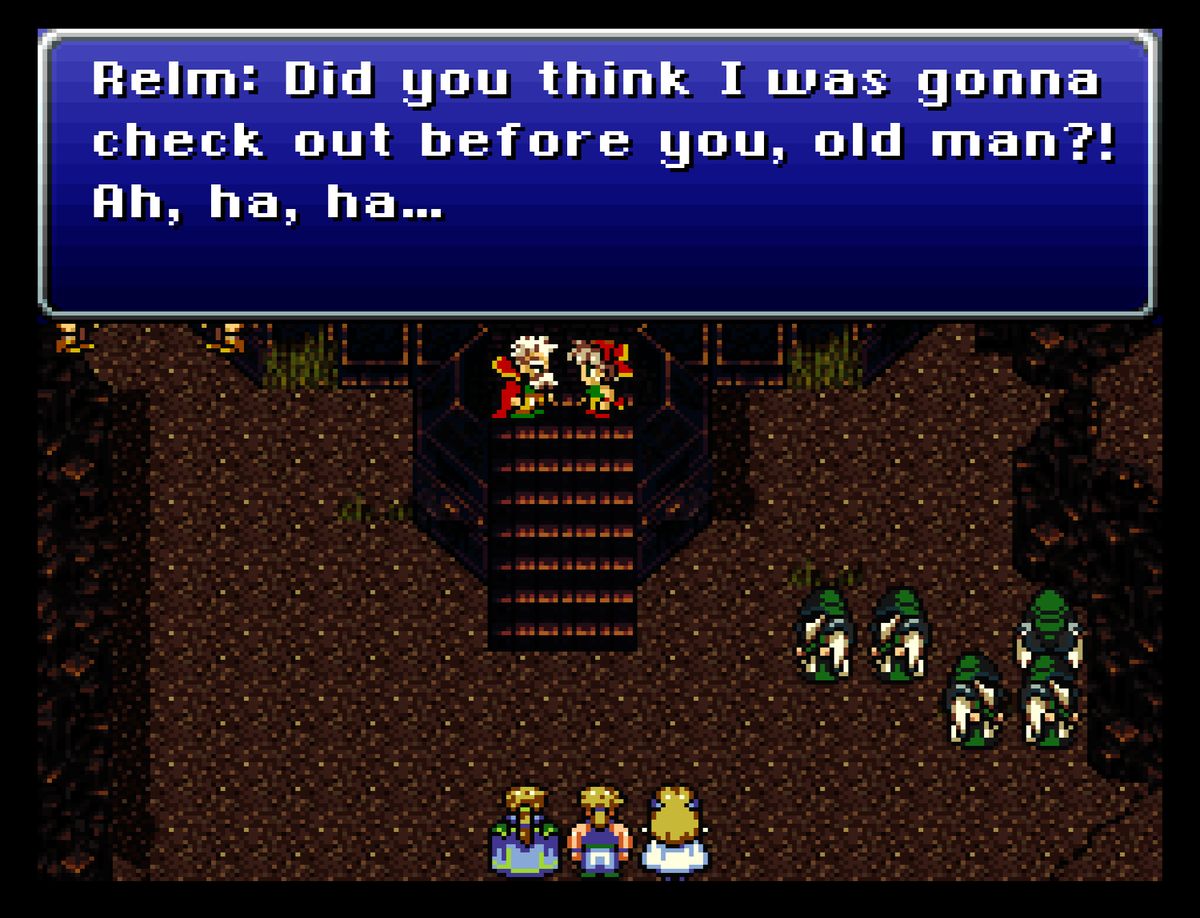 Relm: Did you think I was gonna
check out before you, old man?!
Ah, ha, ha…